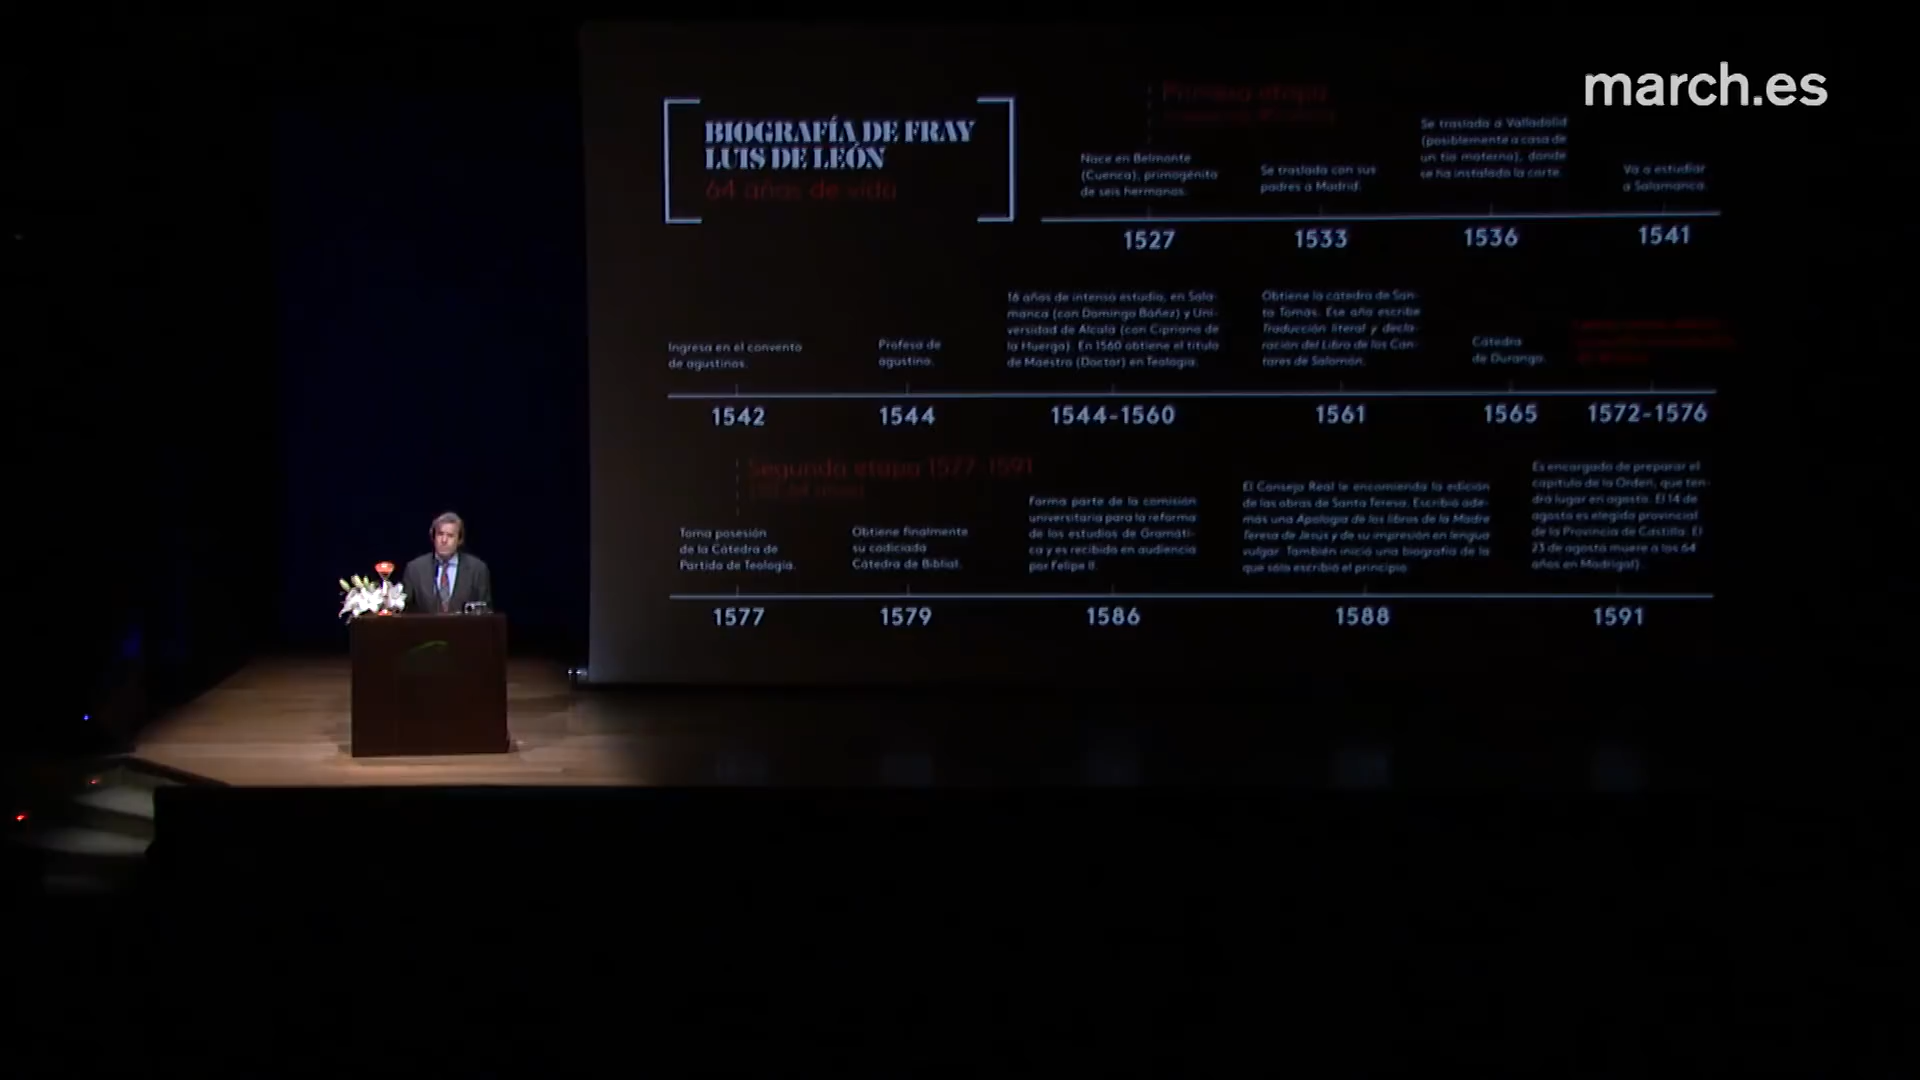 march.es
BIOGRAFÍA DE FRAY
LUIS DE LEÓN
64 años de vida
Primera etapa
Nace en Belmonte
(Cuenca), primogénito
de seis hermanos.
1527
Se traslada con sus
padres a Madrid.
1533
Se traslada a Valladolid
(posiblemente a casa de
un tío materno), donde
se ha instalado la corte.
1536
Va a estudiar
a Salamanca.
1541
Ingresa en el convento
de agustinos.
1542
Profesa de
agustino.
1544
16 años de intenso estudio, en Sala-
manca (con Domingo Báñez) y Uni-
versidad de Alcalá (con Cipriano de
la Huerga). En 1560 obtiene el título
de Maestro (Doctor) en Teología.
1544-1560
Obtiene la cátedra de San-
to Tomás. Ese año escribe
Traducción literal y decla-
ración del Libro de los Can-
tares de Salomón.
1561
Cátedra
de Durango.
1565
1572-1576
Segunda etapa 1577-1591
Toma posesión
de la Cátedra de
Partido de Teología.
1577
Obtiene finalmente
su codiciada
Cátedra de Biblia.
1579
Forma parte de la comisión
universitaria para la reforma
de los estudios de Gramáti-
ca y es recibido en audiencia
por Felipe II.
1586
El Consejo Real le encomienda la edición
de las obras de Santa Teresa. Escribió ade-
más una Apología de los libros de la Madre
Teresa de Jesús y de su impresión en lengua
vulgar. También inició una biografía de la
que sólo escribió el principio.
1588
Es encargado de preparar el
capítulo de la Orden, que ten-
drá lugar en agosto. El 14 de
agosto es elegido provincial
de la Provincia de Castilla. El
23 de agosto muere a los 64
años en Madrigal).
1591